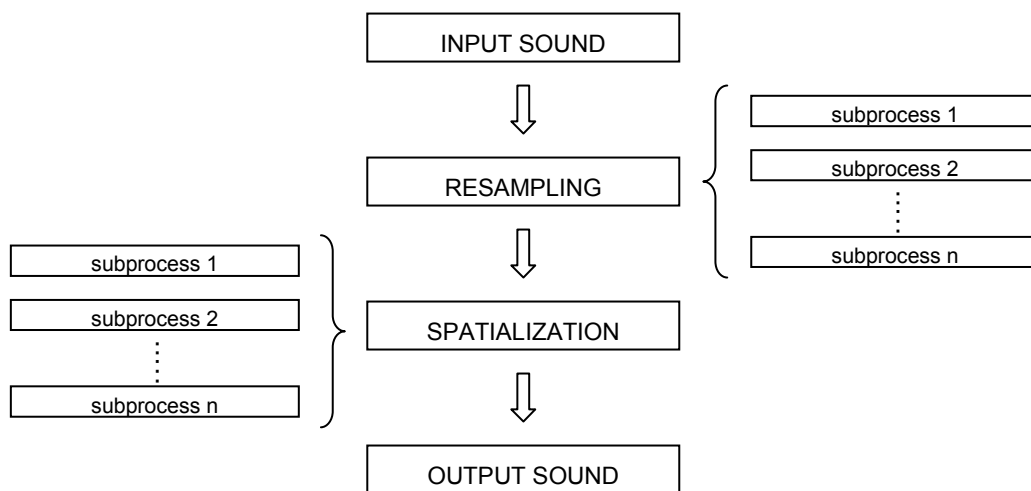 INPUT SOUND
subprocess 1
subprocess 2
subprocess n
RESAMPLING
subprocess 1
subprocess 2
subprocess n
SPATIALIZATION
OUTPUT SOUND